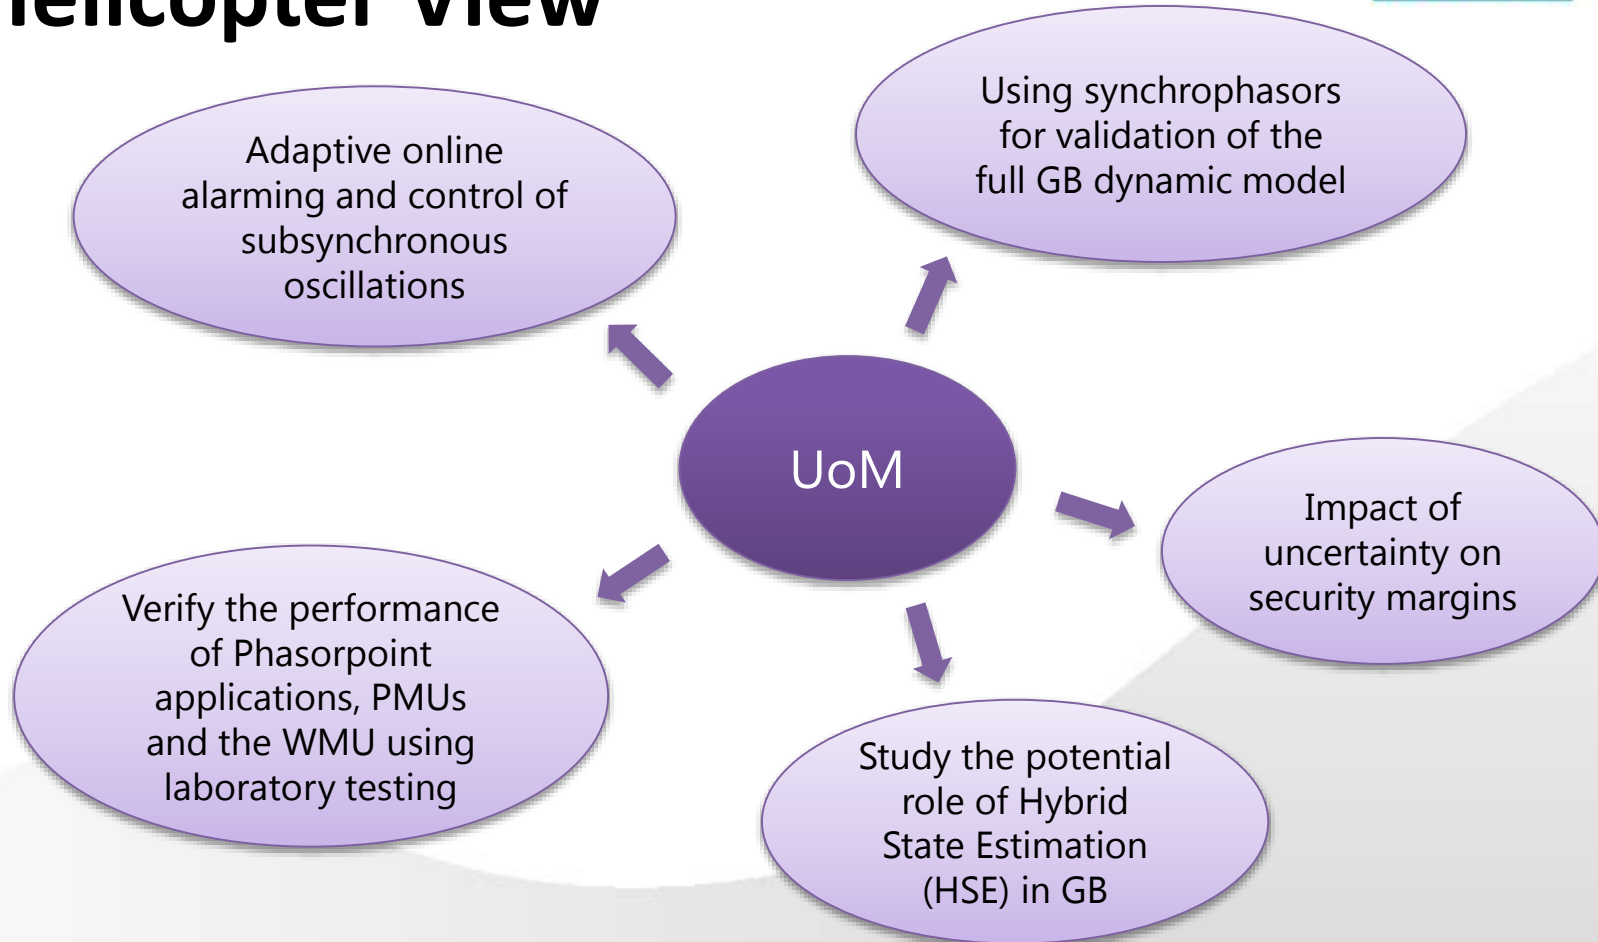 elicopter View
Using synchrophasors
for validation of the
full GB dynamic model
Adaptive online
alarming and control of
subsynchronous
oscillations
UoM
Impact of
uncertainty on
security margins
Verify the performance
of Phasorpoint
applications, PMUs
and the WMU using
laboratory testing
Study the potential
role of Hybrid
State Estimation
(HSE) in GB